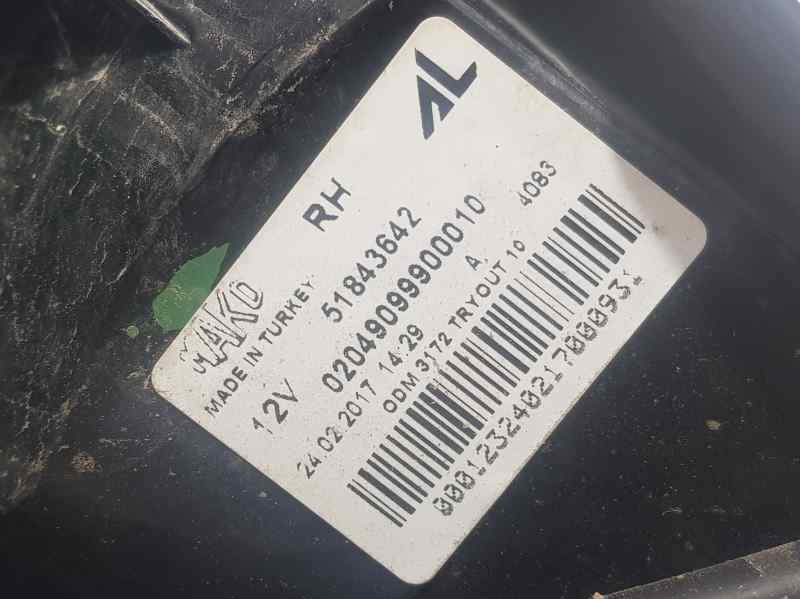 AL
RH
MAKO
MADE IN TURKEY
51843642
12V
02049099900010
A
4083
24.02.2017 14:29
ODM 3172 TRYOUT 10
000123240217000931